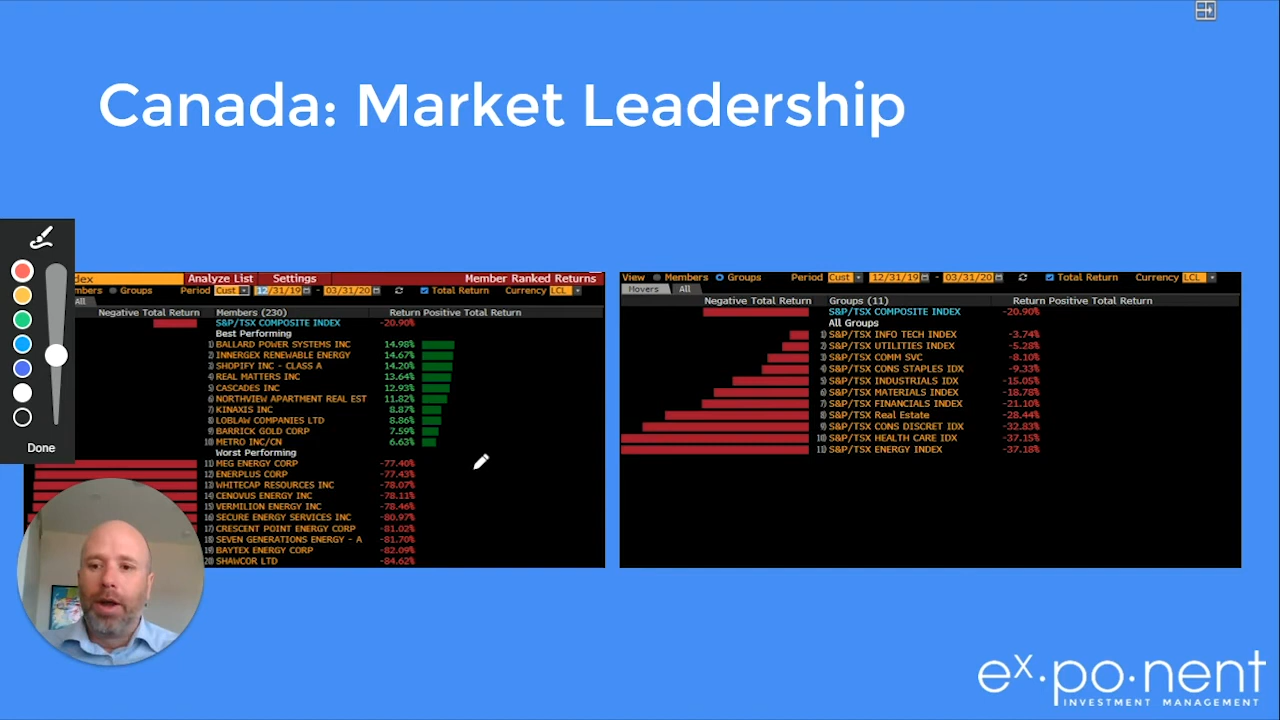 Canada: Market Leadership
Done
dex Analyze List Settings Member Ranked Returns
mbers Groups Period Cust 12/31/19 - 03/31/20 Total Return Currency LCL
All
Negative Total Return Members (230) Return Positive Total Return
S&P/TSX COMPOSITE INDEX -20.90%
Best Performing
1) BALLARD POWER SYSTEMS INC 14.98%
2) INNERGEX RENEWABLE ENERGY 14.67%
3) SHOPIFY INC - CLASS A 14.20%
4) REAL MATTERS INC 13.64%
5) CASCADES INC 12.93%
6) NORTHVIEW APARTMENT REAL EST 11.82%
7) KINAXIS INC 8.87%
8) LOBLAW COMPANIES LTD 8.86%
9) BARRICK GOLD CORP 7.59%
10) METRO INC/CN 6.63%
Worst Performing
11) MEG ENERGY CORP -77.40%
12) ENERPLUS CORP -77.43%
13) WHITECAP RESOURCES INC -78.07%
14) CENOVUS ENERGY INC -78.11%
15) VERMILION ENERGY INC -78.46%
16) SECURE ENERGY SERVICES INC -80.97%
17) CRESCENT POINT ENERGY CORP -81.02%
18) SEVEN GENERATIONS ENERGY - A -81.70%
19) BAYTEX ENERGY CORP -82.09%
20) SHAWCOR LTD -84.62%
View Members Groups Period Cust 12/31/19 - 03/31/20 Total Return Currency LCL
Movers All
Negative Total Return Groups (11) Return Positive Total Return
S&P/TSX COMPOSITE INDEX -20.90%
All Groups
1) S&P/TSX INFO TECH INDEX -3.74%
2) S&P/TSX UTILITIES INDEX -5.28%
3) S&P/TSX COMM SVC -8.10%
4) S&P/TSX CONS STAPLES IDX -9.33%
5) S&P/TSX INDUSTRIALS IDX -15.05%
6) S&P/TSX MATERIALS INDEX -18.78%
7) S&P/TSX FINANCIALS INDEX -21.10%
8) S&P/TSX Real Estate -28.44%
9) S&P/TSX CONS DISCRET IDX -32.83%
10) S&P/TSX HEALTH CARE IDX -37.15%
11) S&P/TSX ENERGY INDEX -37.18%
ex·po·nent
INVESTMENT MANAGEMENT